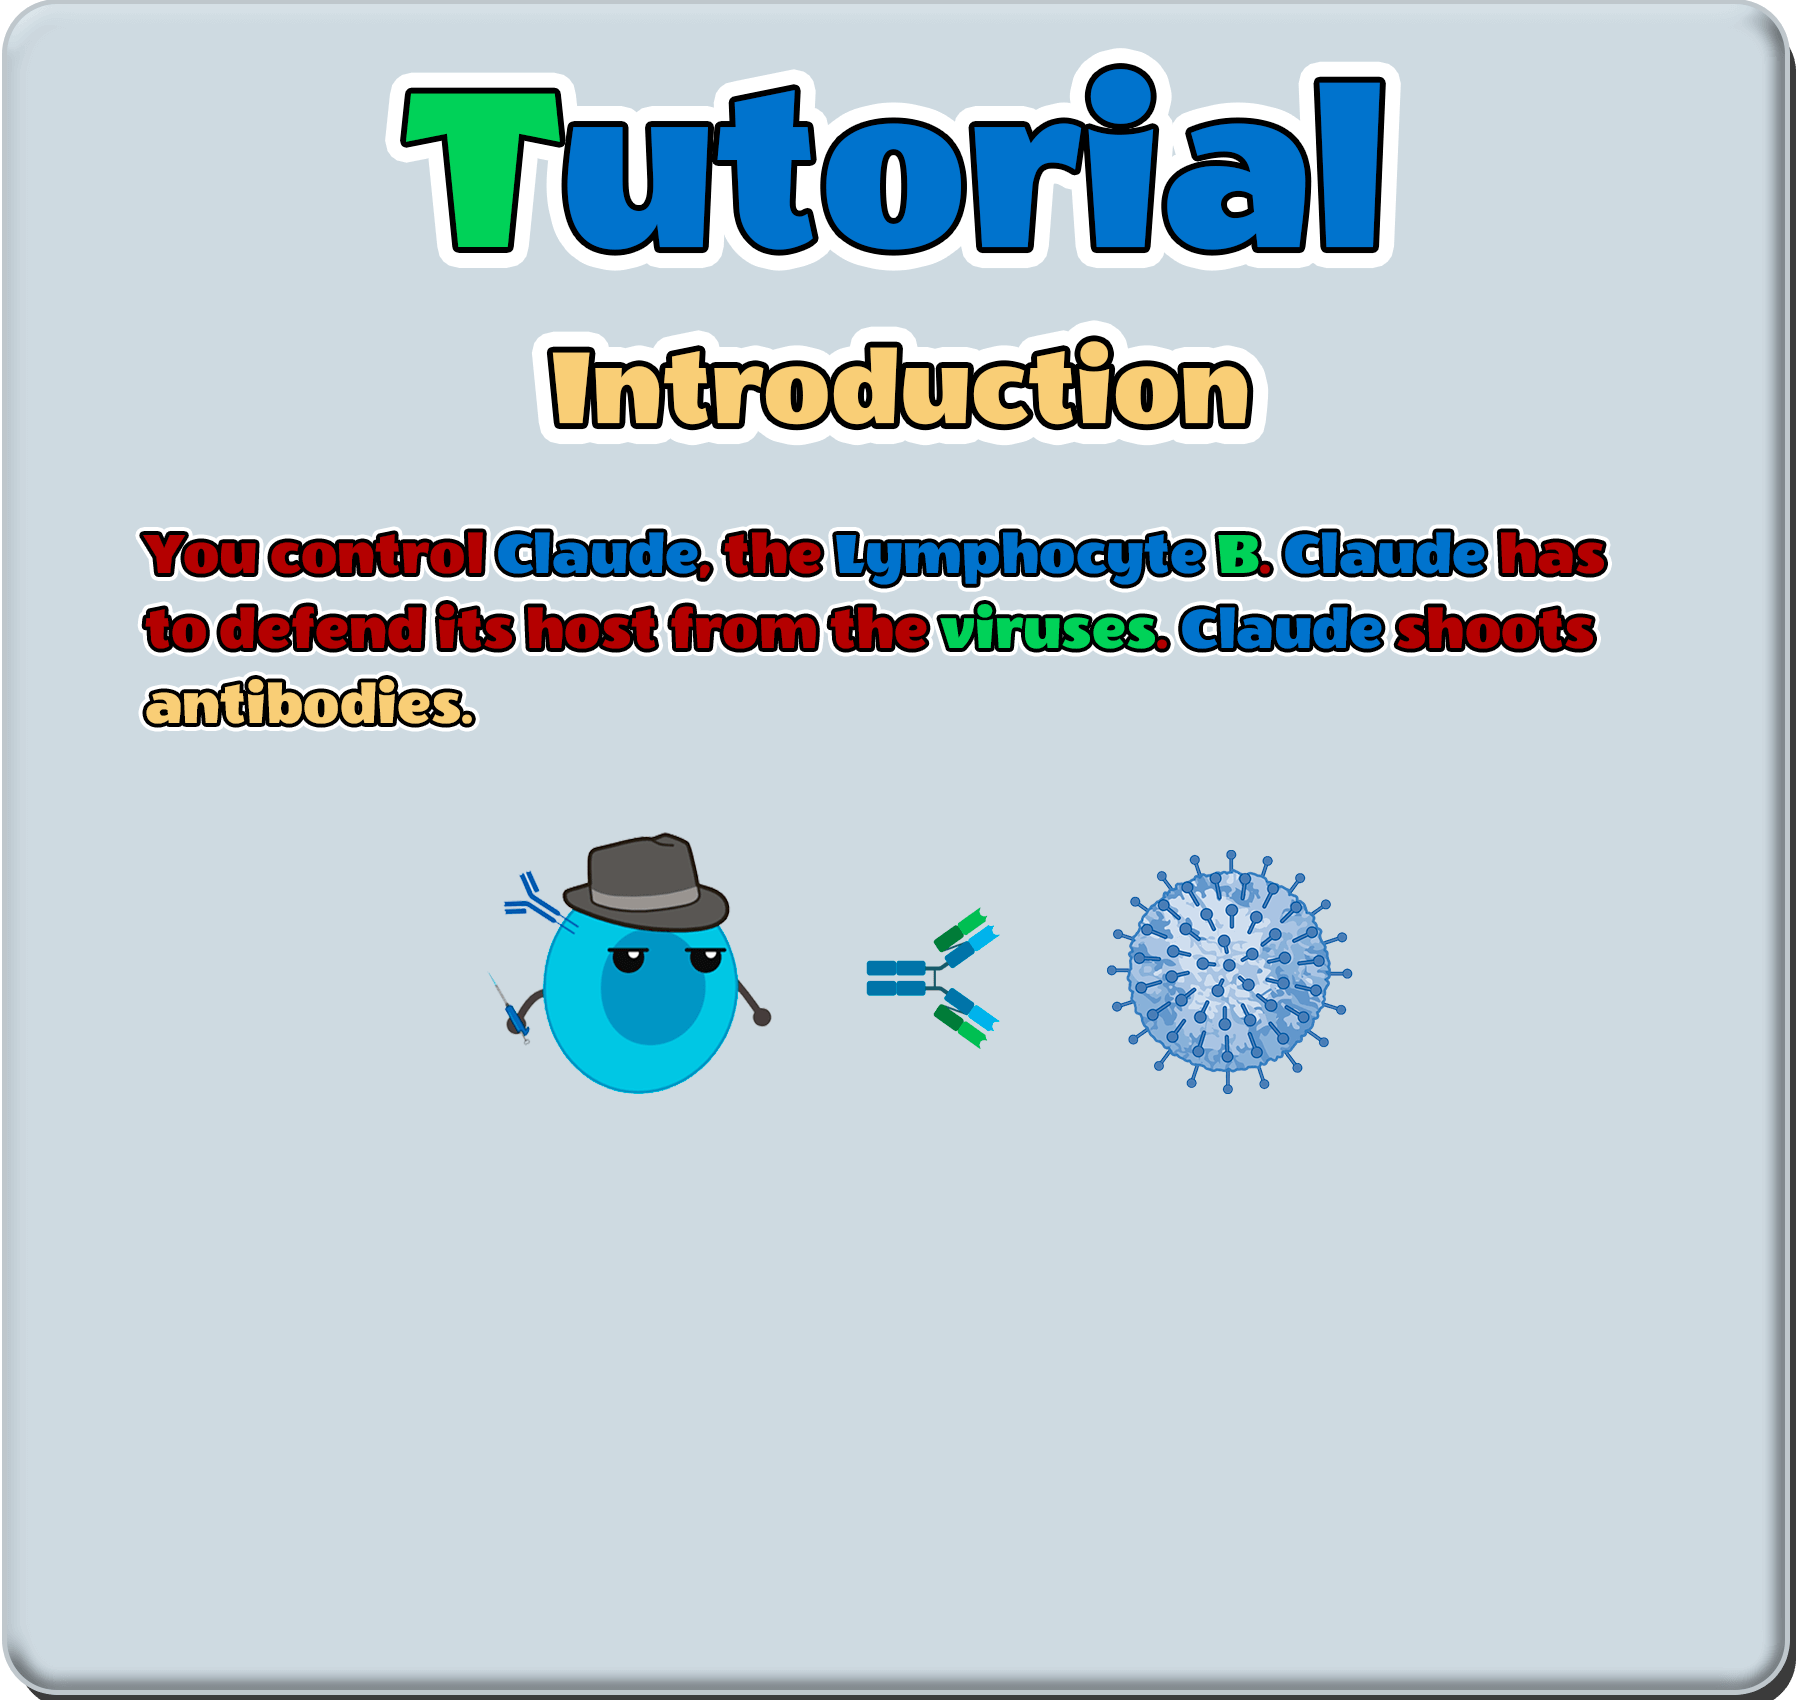 Tutorial
Introduction
You control Claude, the Lymphocyte B. Claude has
to defend its host from the viruses. Claude shoots
antibodies.